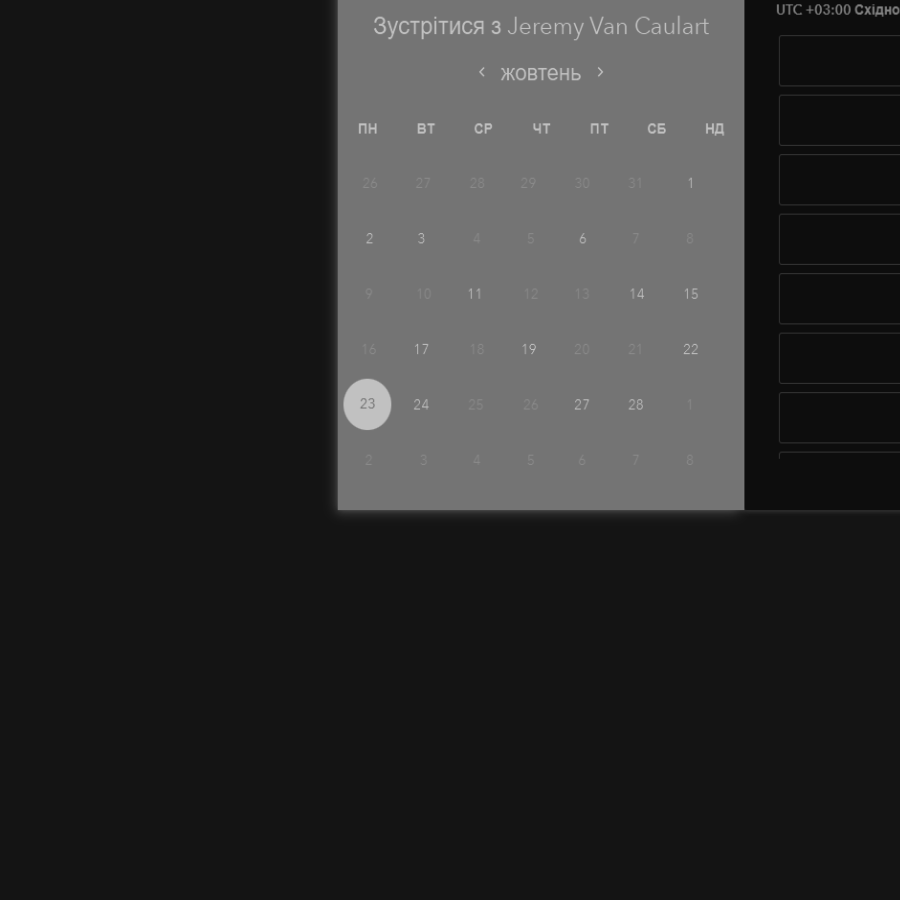 UTC +03:00 Східно
Зустрітися з Jeremy Van Caulart
жовтень
ПН ВТ СР ЧТ ПТ СБ НД
26 27 28 29 30 31 1
2 3 4 5 6 7 8
9 10 11 12 13 14 15
16 17 18 19 20 21 22
23 24 25 26 27 28 1
2 3 4 5 6 7 8